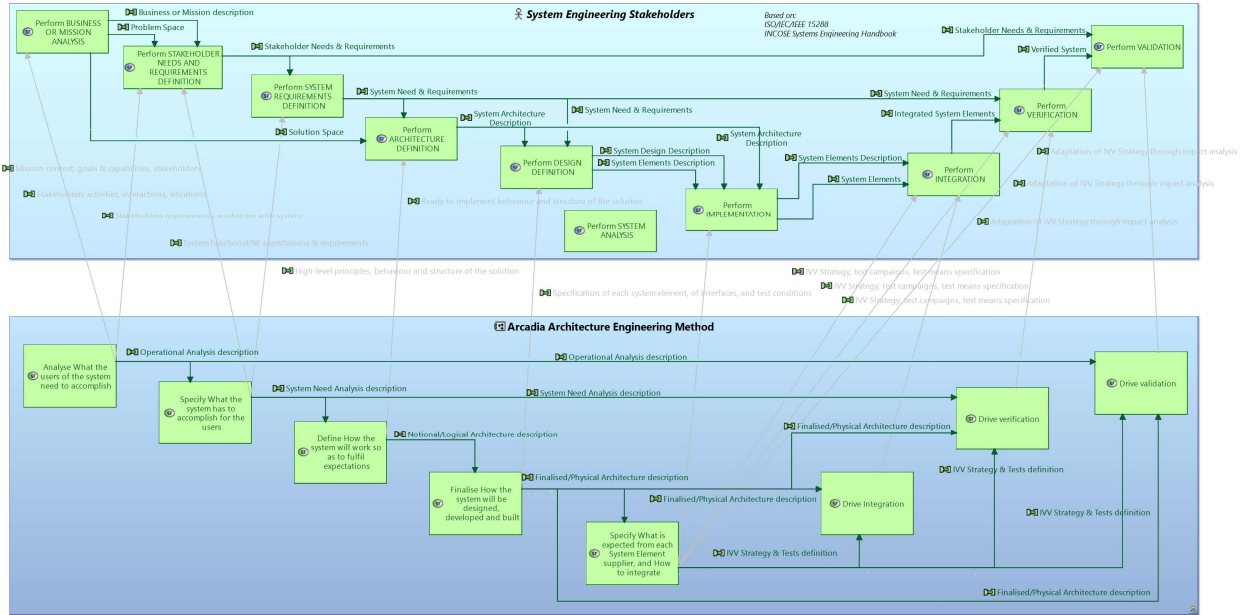 System Engineering Stakeholders
Based on:
ISO/IEC/IEEE 15288
INCOSE Systems Engineering Handbook
Perform BUSINESS
OR MISSION
ANALYSIS
Business or Mission description
Problem Space
Perform STAKEHOLDER
NEEDS AND
REQUIREMENTS
DEFINITION
Stakeholder Needs & Requirements
Stakeholder Needs & Requirements
Verified System
Perform VALIDATION
Perform SYSTEM
REQUIREMENTS
DEFINITION
System Need & Requirements
System Need & Requirements
System Need & Requirements
Perform
VERIFICATION
Solution Space
Perform
ARCHITECTURE
DEFINITION
System Architecture
Description
System Architecture
Description
Integrated System Elements
Perform DESIGN
DEFINITION
System Design Description
System Elements Description
System Elements Description
System Elements
Perform
INTEGRATION
Perform
IMPLEMENTATION
Perform SYSTEM
ANALYSIS
Adaptation of IVV Strategy through impact analysis
Adaptation of IVV Strategy through impact analysis
Adaptation of IVV Strategy through impact analysis
Mission context, goals & capabilities, stakeholders
Stakeholders activities, interactions, situations
Stakeholders requirements, workshare with system
Ready-to-implement behaviour and structure of the solution
System functional/NF expectations & requirements
High-level principles, behaviour and structure of the solution
Specification of each system element, of interfaces, and test conditions
IVV Strategy, test campaigns, test means specification
IVV Strategy, test campaigns, test means specification
IVV Strategy, test campaigns, test means specification
Arcadia Architecture Engineering Method
Analyse What the
users of the system
need to accomplish
Operational Analysis description
Operational Analysis description
Drive validation
Specify What the
system has to
accomplish for the
users
System Need Analysis description
System Need Analysis description
Drive verification
Define How the
system will work so
as to fulfil
expectations
Notional/Logical Architecture description
Finalised/Physical Architecture description
Finalise How the
system will be
designed,
developed and built
Finalised/Physical Architecture description
Finalised/Physical Architecture description
Drive Integration
IVV Strategy & Tests definition
IVV Strategy & Tests definition
Specify What is
expected from each
System Element
supplier, and How
to integrate
IVV Strategy & Tests definition
Finalised/Physical Architecture description